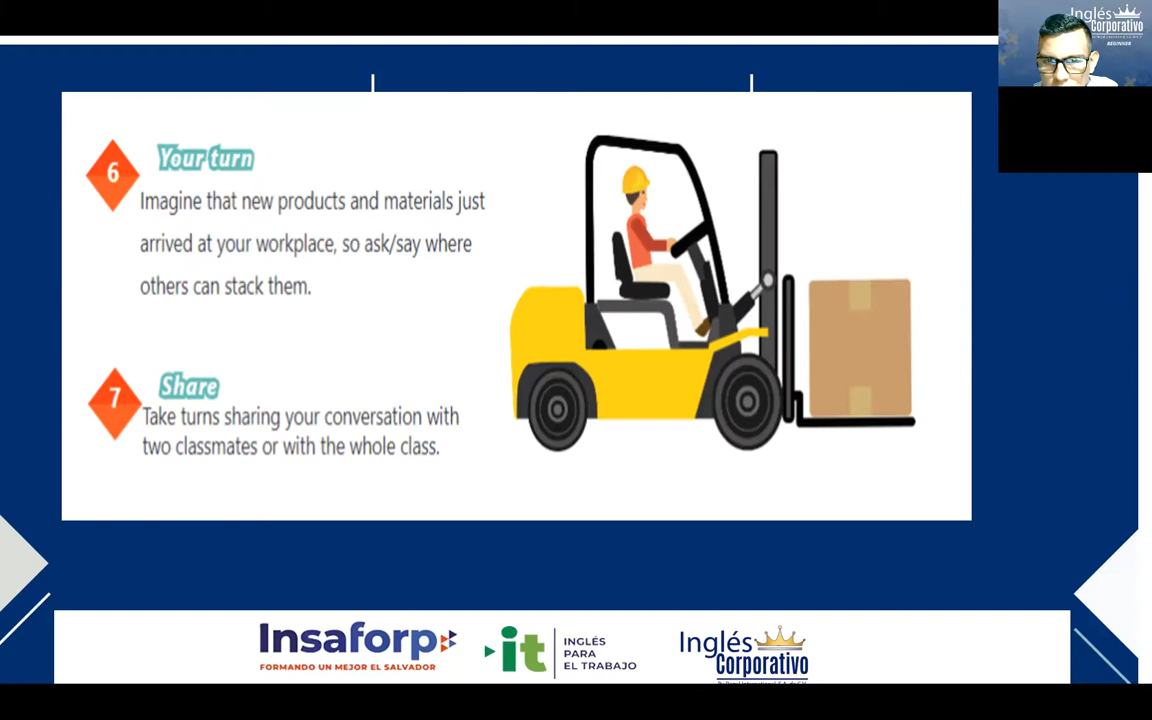 Inglés
Corporativo
BEGINNER
6
Your turn
Imagine that new products and materials just
arrived at your workplace, so ask/say where
others can stack them.
7
Share
Take turns sharing your conversation with
two classmates or with the whole class.
Insaforp
FORMANDO UN MEJOR EL SALVADOR
it
INGLÉS
PARA
EL TRABAJO
Inglés
Corporativo